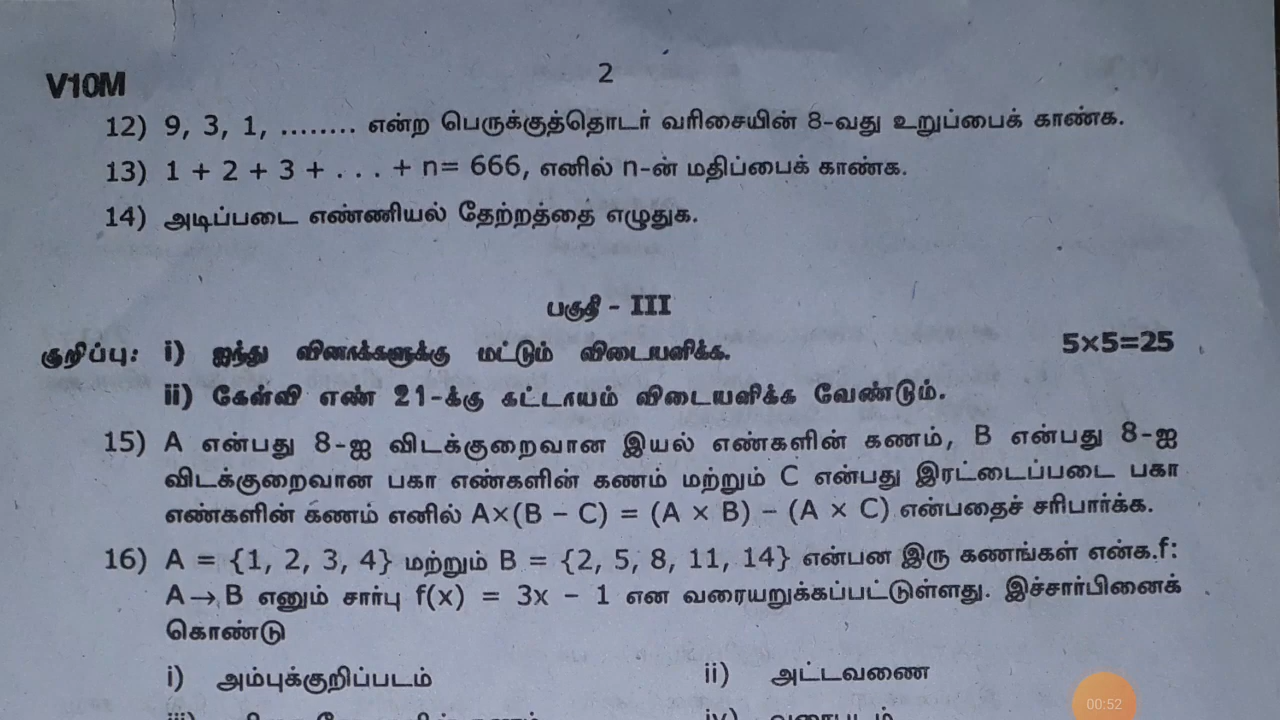 V10M
2
12) 9, 3, 1, ........ என்ற பெருக்குத்தொடர் வரிசையின் 8-வது உறுப்பைக் காண்க.
13) 1 + 2 + 3 + . . . + n= 666, எனில் n-ன் மதிப்பைக் காண்க.
14) அடிப்படை எண்ணியல் தேற்றத்தை எழுதுக.
பகுதி - III
குறிப்பு: i) ஐந்து வினாக்களுக்கு மட்டும் விடையளிக்க. 5×5=25
ii) கேள்வி எண் 21-க்கு கட்டாயம் விடையளிக்க வேண்டும்.
15) A என்பது 8-ஐ விடக்குறைவான இயல் எண்களின் கணம், B என்பது 8-ஐ
விடக்குறைவான பகா எண்களின் கணம் மற்றும் C என்பது இரட்டைப்படை பகா
எண்களின் கணம் எனில் A×(B − C) = (A × B) − (A × C) என்பதைச் சரிபார்க்க.
16) A = {1, 2, 3, 4} மற்றும் B = {2, 5, 8, 11, 14} என்பன இரு கணங்கள் என்க.f:
A→B எனும் சார்பு f(x) = 3x − 1 என வரையறுக்கப்பட்டுள்ளது. இச்சார்பினைக்
கொண்டு
i) அம்புக்குறிப்படம் ii) அட்டவணை
00:52